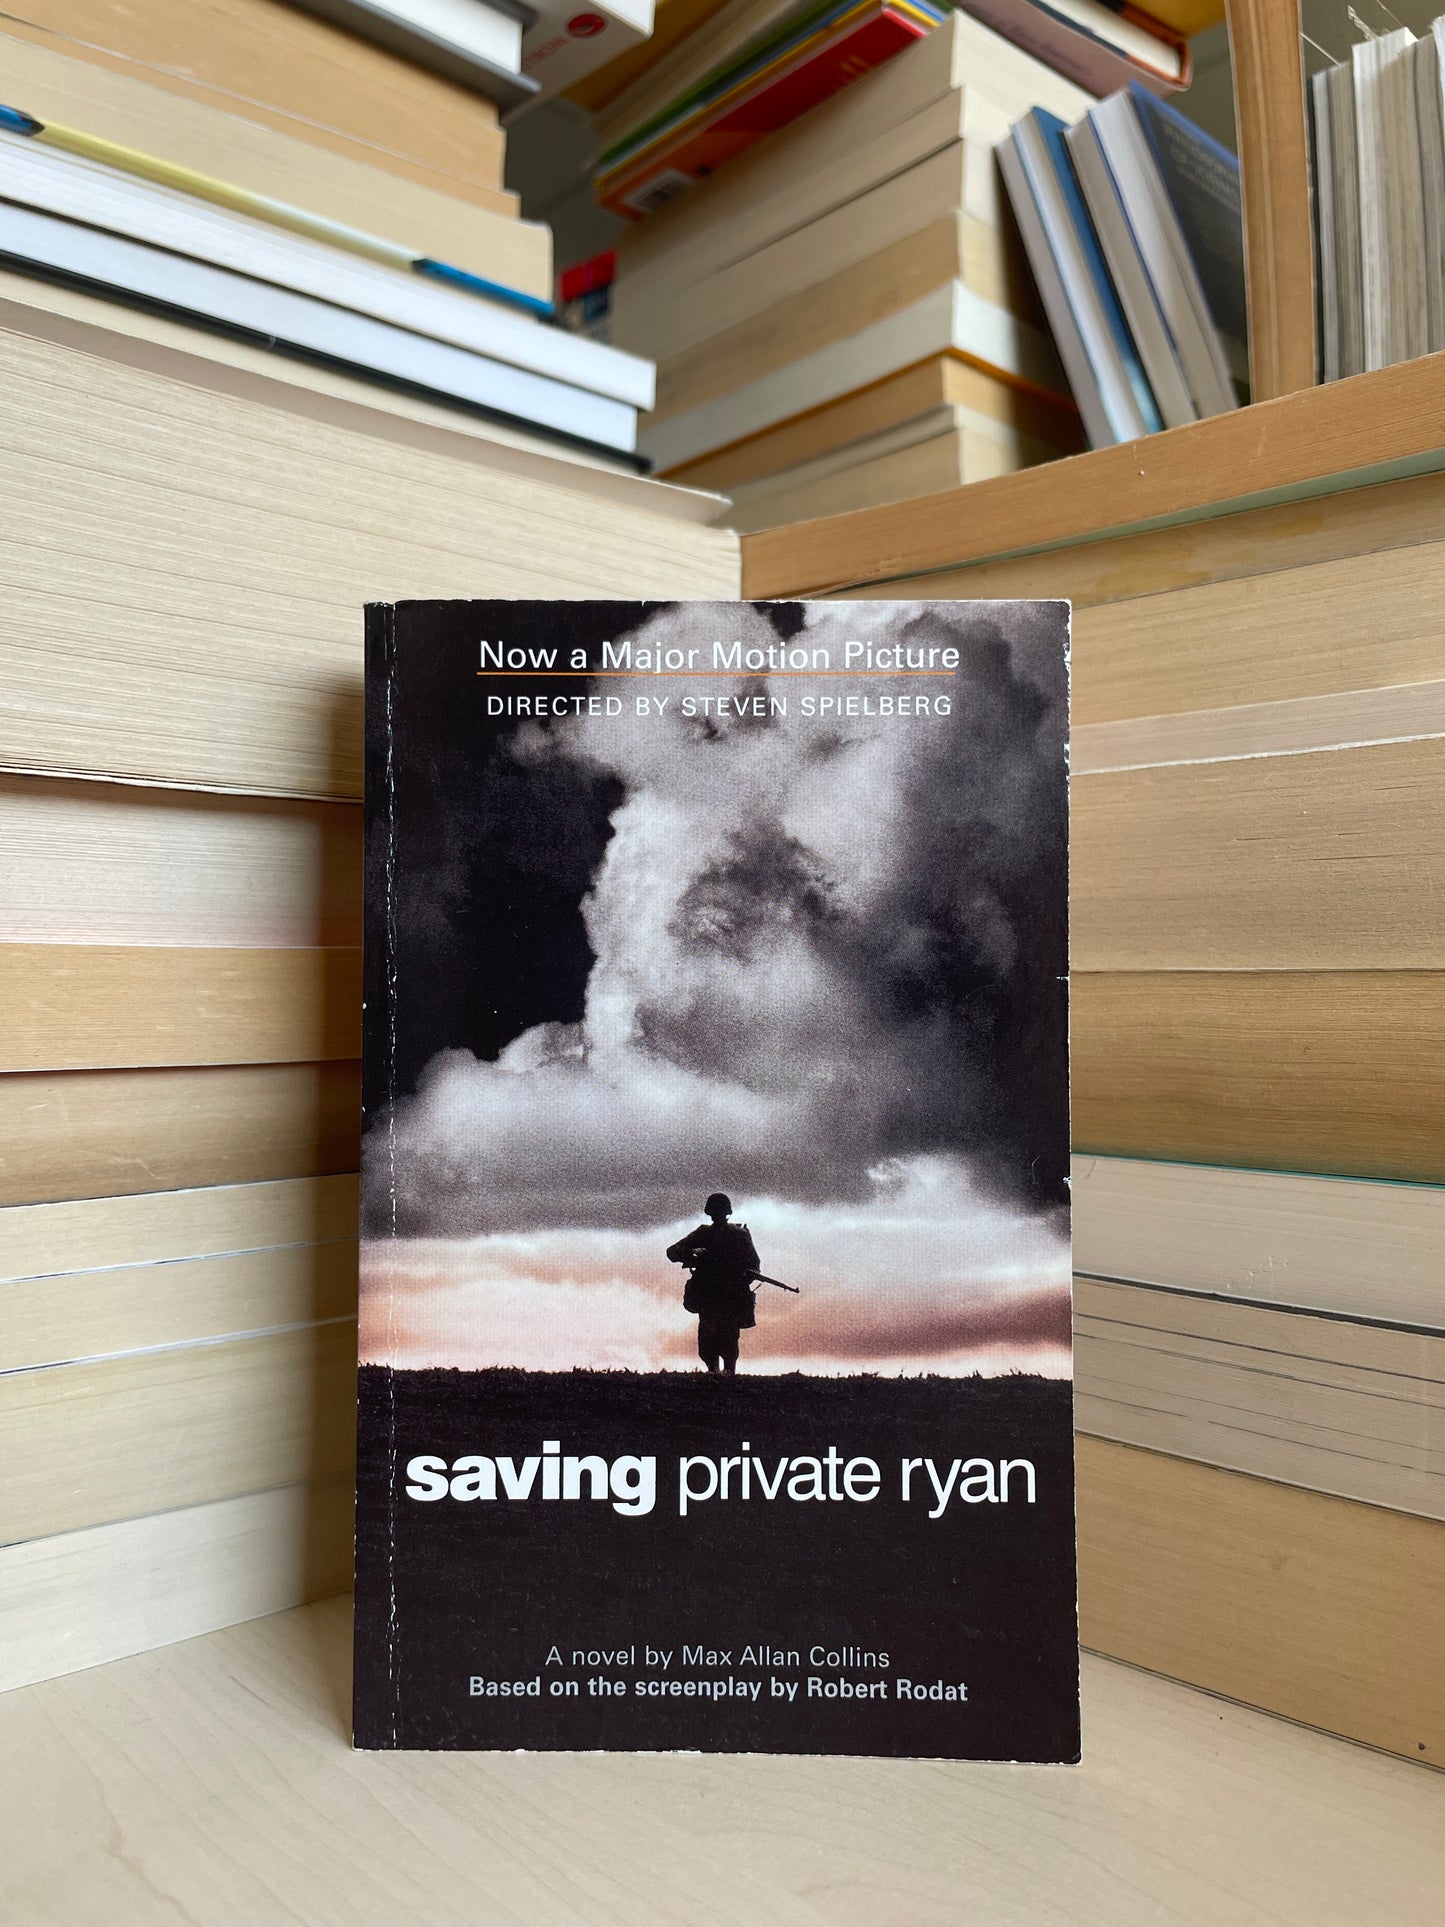 Now a Major Motion Picture
DIRECTED BY STEVEN SPIELBERG
saving private ryan
A novel by Max Allan Collins
Based on the screenplay by Robert Rodat